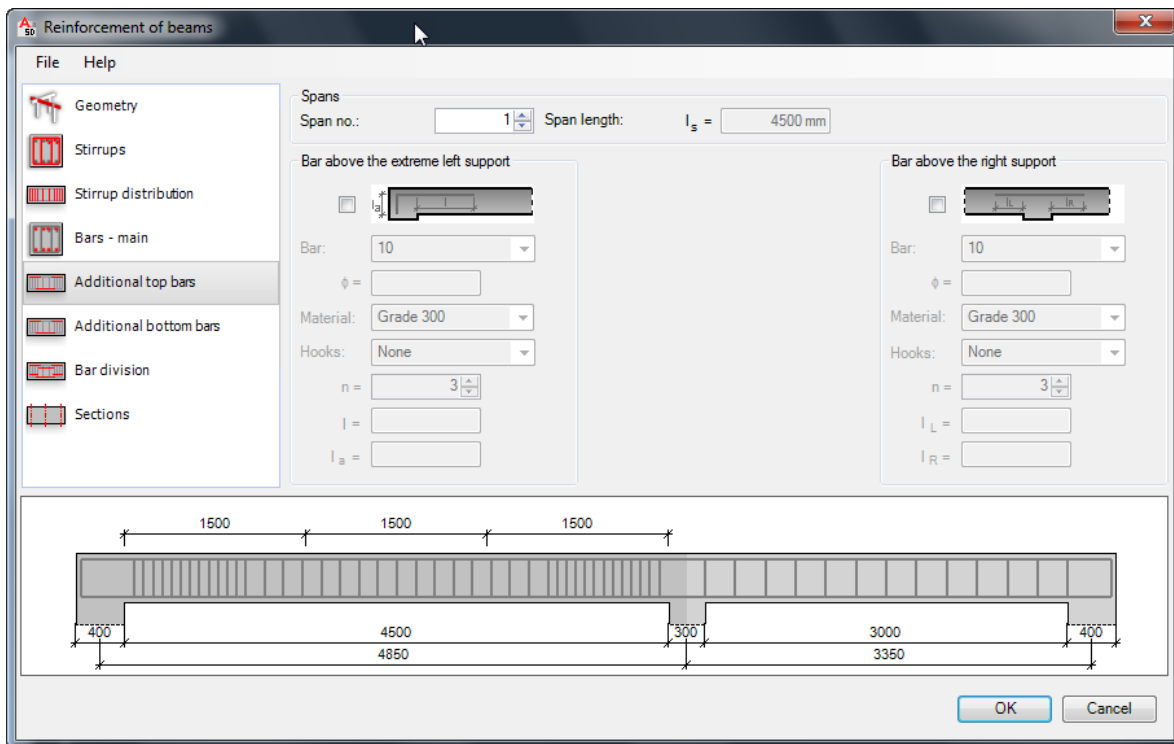 Reinforcement of beams
File Help
Geometry
Stirrups
Stirrup distribution
Bars - main
Additional top bars
Additional bottom bars
Bar division
Sections
Spans
Span no.: 1 Span length: l s = 4500 mm
Bar above the extreme left support
la l
Bar: 10
ϕ =
Material: Grade 300
Hooks: None
n = 3
l =
l a =
Bar above the right support
lL lR
Bar: 10
ϕ =
Material: Grade 300
Hooks: None
n = 3
l L =
l R =
1500 1500 1500
400 4500 300 3000 400
4850 3350
OK Cancel